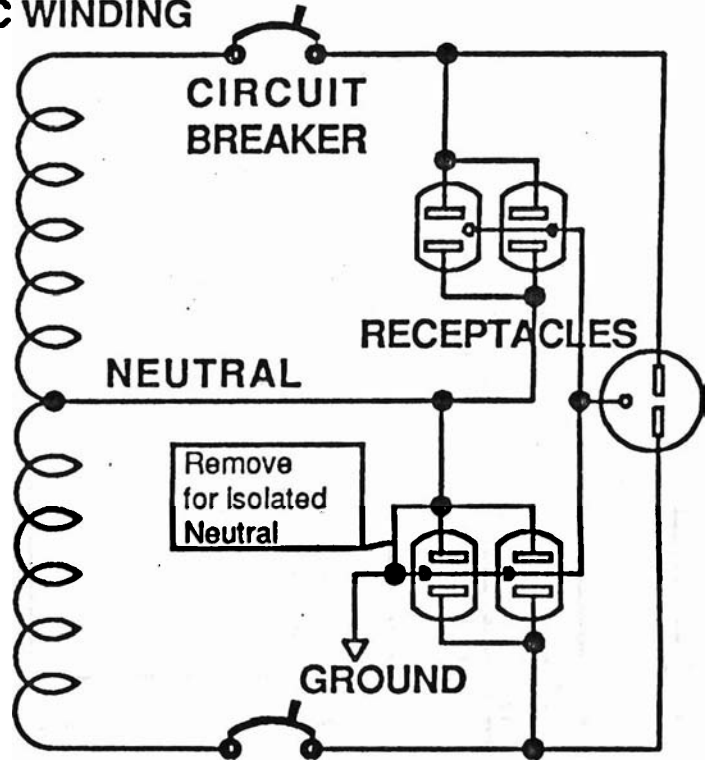 C WINDING
CIRCUIT
BREAKER
RECEPTACLES
NEUTRAL
Remove
for isolated
Neutral
GROUND